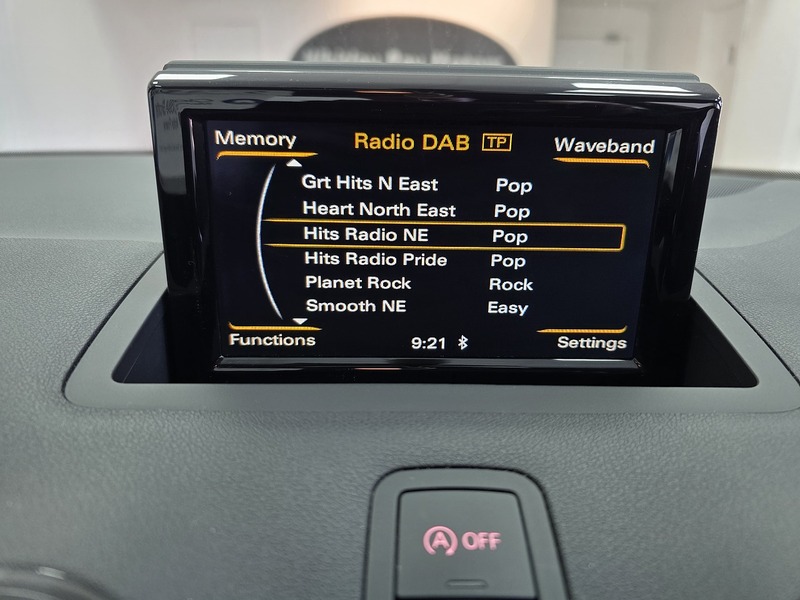 Memory Radio DAB TP Waveband
Grt Hits N East Pop
Heart North East Pop
Hits Radio NE Pop
Hits Radio Pride Pop
Planet Rock Rock
Smooth NE Easy
Functions 9:21 Settings
A OFF